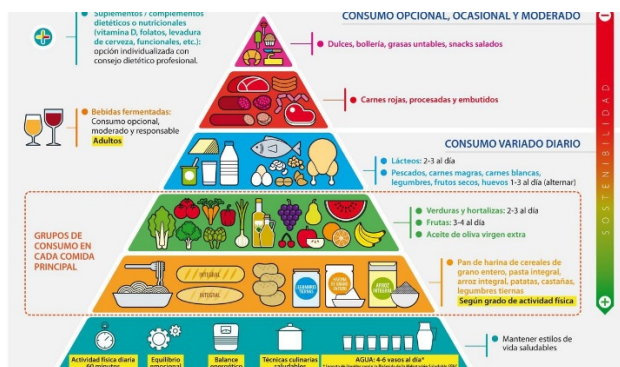 Suplementos / complementos
dietéticos o nutricionales
(vitamina D, folatos, levadura
de cerveza, funcionales, etc.):
opción individualizada con
consejo dietético profesional.
CONSUMO OPCIONAL, OCASIONAL Y MODERADO
Dulces, bollería, grasas untables, snacks salados
Carnes rojas, procesadas y embutidos
Bebidas fermentadas:
Consumo opcional,
moderado y responsable
Adultos
CONSUMO VARIADO DIARIO
Lácteos: 2-3 al día
Pescados, carnes magras, carnes blancas,
legumbres, frutos secos, huevos 1-3 al día (alternar)
Verduras y hortalizas: 2-3 al día
Frutas: 3-4 al día
Aceite de oliva virgen extra
GRUPOS DE
CONSUMO EN
CADA COMIDA
PRINCIPAL
INTEGRAL
INTEGRAL
LEGUMBRES
TIERNAS
ARROZ
INTEGRAL
Pan de harina de cereales de
grano entero, pasta integral,
arroz integral, patatas, castañas,
legumbres tiernas
Según grado de actividad física
Mantener estilos de
vida saludables
Actividad física diaria
60 minutos
Equilibrio
emocional
Balance
energético
Técnicas culinarias
saludables
AGUA: 4-6 vasos al día*
SOSTENIBILIDAD